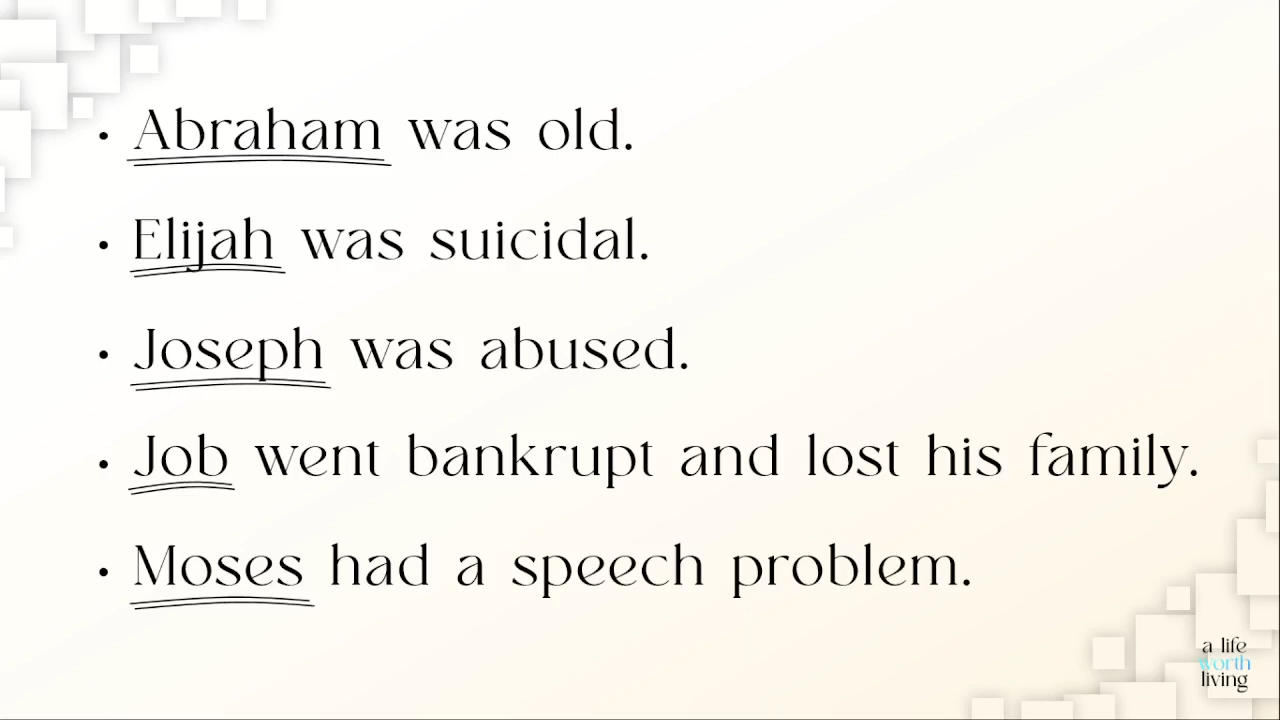 • Abraham was old.
• Elijah was suicidal.
• Joseph was abused.
• Job went bankrupt and lost his family.
• Moses had a speech problem.
a life
worth
living